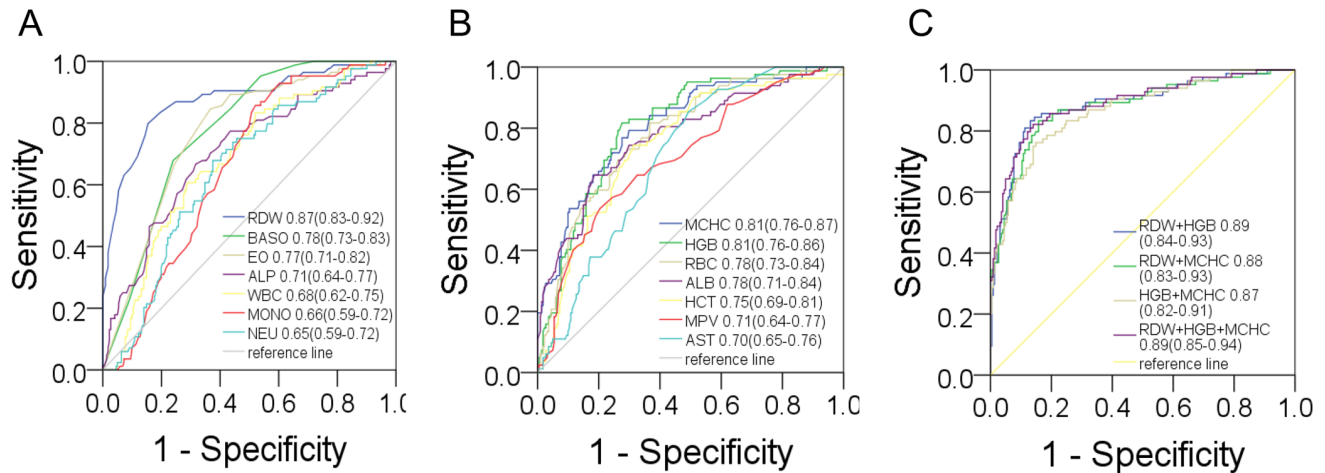 A
Sensitivity
1.0
0.8
0.6
0.4
0.2
0.0
RDW 0.87(0.83-0.92)
BASO 0.78(0.73-0.83)
EO 0.77(0.71-0.82)
ALP 0.71(0.64-0.77)
WBC 0.68(0.62-0.75)
MONO 0.66(0.59-0.72)
NEU 0.65(0.59-0.72)
reference line
0.0 0.2 0.4 0.6 0.8 1.0
1 - Specificity
B
Sensitivity
1.0
0.8
0.6
0.4
0.2
0.0
MCHC 0.81(0.76-0.87)
HGB 0.81(0.76-0.86)
RBC 0.78(0.73-0.84)
ALB 0.78(0.71-0.84)
HCT 0.75(0.69-0.81)
MPV 0.71(0.64-0.77)
AST 0.70(0.65-0.76)
reference line
0.0 0.2 0.4 0.6 0.8 1.0
1 - Specificity
C
Sensitivity
1.0
0.8
0.6
0.4
0.2
0.0
RDW+HGB 0.89
(0.84-0.93)
RDW+MCHC 0.88
(0.83-0.93)
HGB+MCHC 0.87
(0.82-0.91)
RDW+HGB+MCHC
0.89(0.85-0.94)
reference line
0.0 0.2 0.4 0.6 0.8 1.0
1 - Specificity